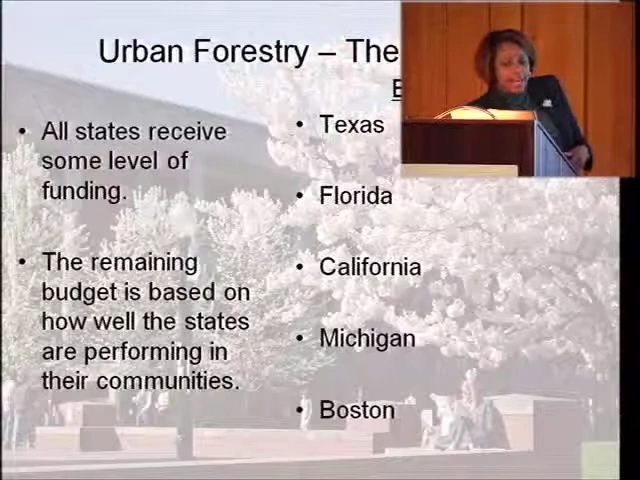 Urban Forestry – The
• All states receive
some level of
funding.
• The remaining
budget is based on
how well the states
are performing in
their communities.
• Texas
• Florida
• California
• Michigan
• Boston